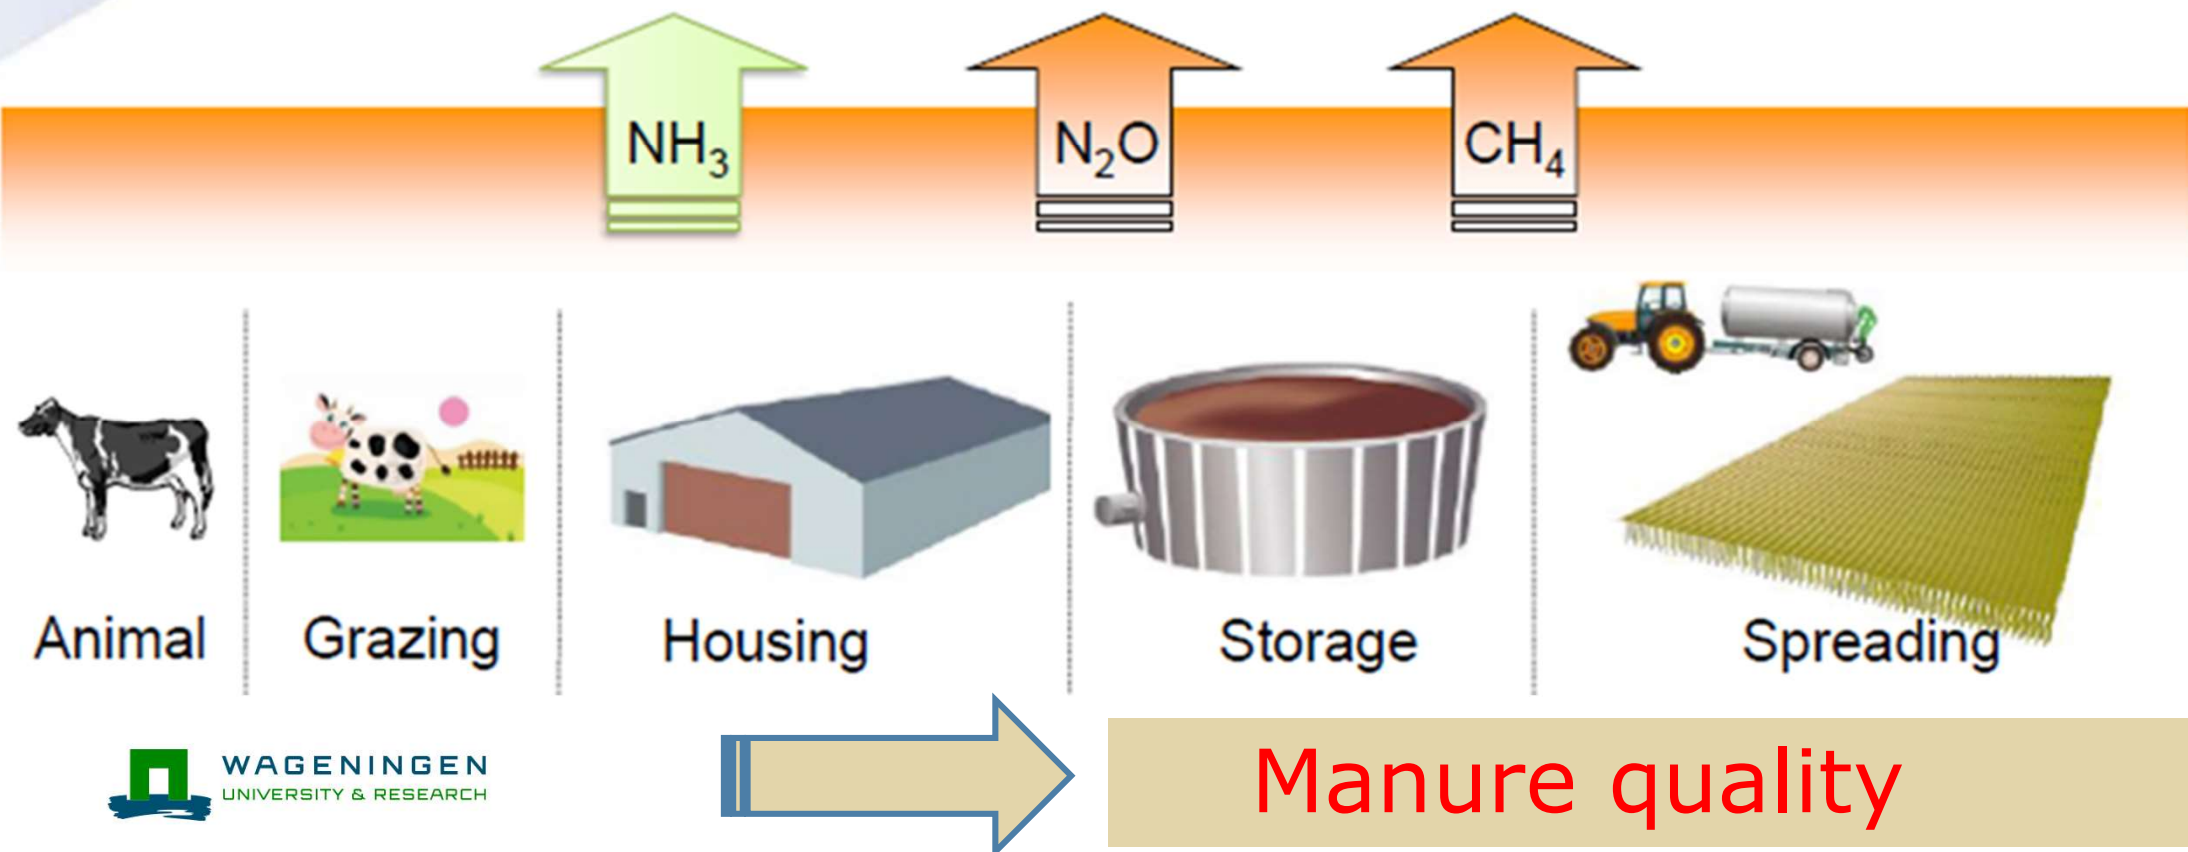 NH₃ N₂O CH₄
Animal Grazing Housing Storage Spreading
WAGENINGEN
UNIVERSITY & RESEARCH
Manure quality